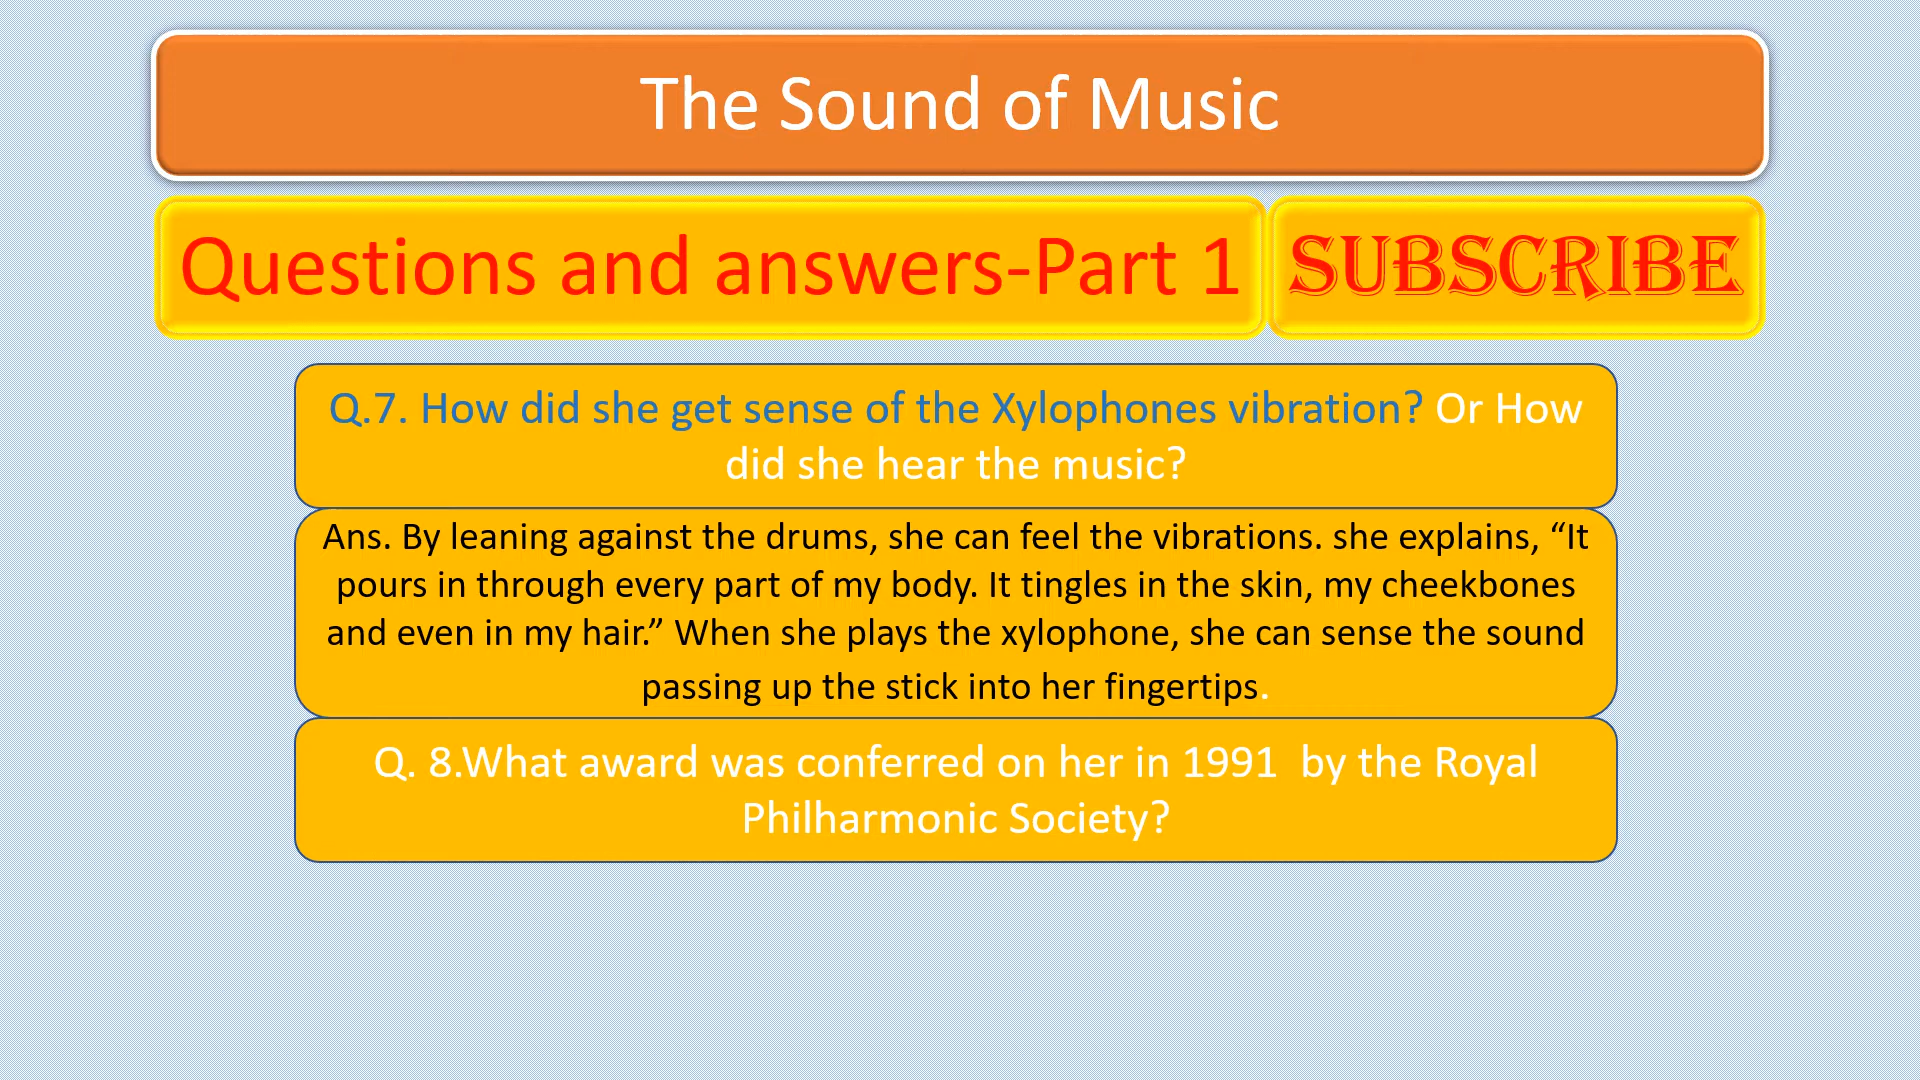 The Sound of Music
Questions and answers-Part 1
SUBSCRIBE
Q.7. How did she get sense of the Xylophones vibration? Or How
did she hear the music?
Ans. By leaning against the drums, she can feel the vibrations. she explains, “It
pours in through every part of my body. It tingles in the skin, my cheekbones
and even in my hair.” When she plays the xylophone, she can sense the sound
passing up the stick into her fingertips.
Q. 8.What award was conferred on her in 1991  by the Royal
Philharmonic Society?